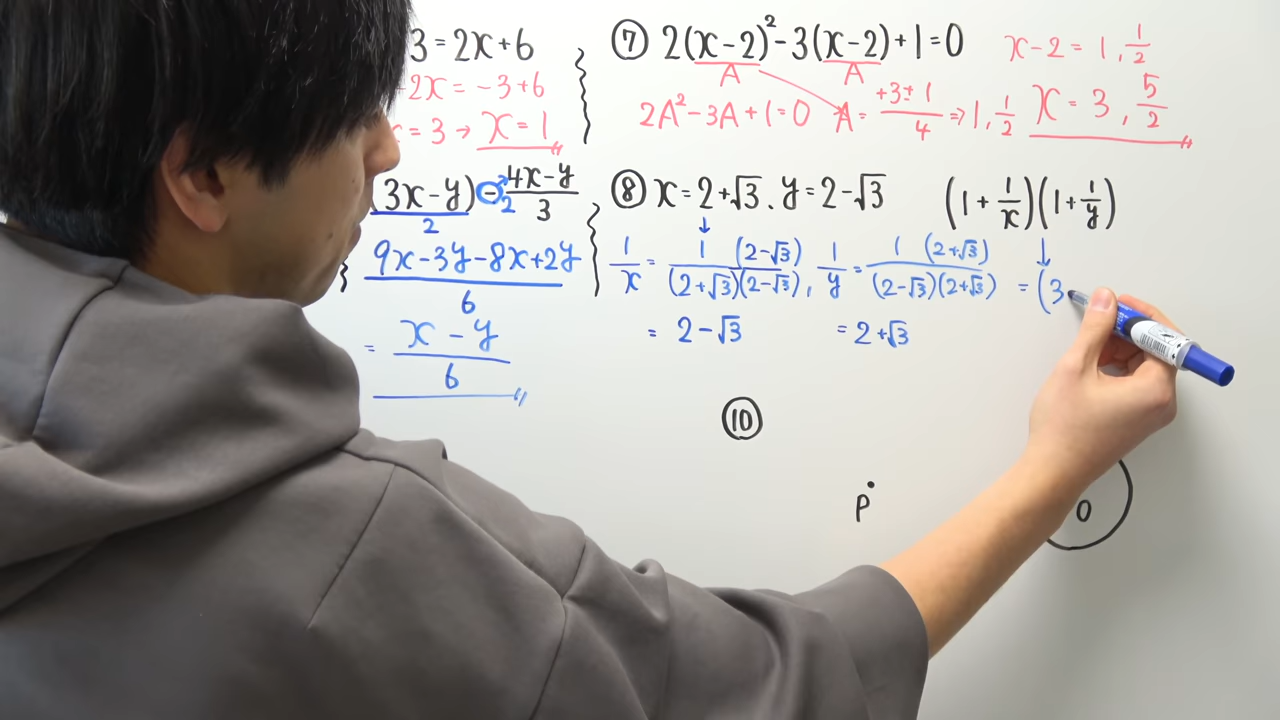 3 = 2x + 6
2x = -3 + 6
x = 3 → x = 1
(3x - y) - 4x - y / 3
2 2
9x - 3y - 8x + 2y / 6
= x - y / 6
⑦ 2(x-2)² - 3(x-2) + 1 = 0
A A
2A² - 3A + 1 = 0 A = +3 ± 1 / 4 ⇒ 1, 1/2
x - 2 = 1, 1/2
x = 3, 5/2
⑧ x = 2 + √3. y = 2 - √3 (1 + 1/x)(1 + 1/y)
1/x = 1 (2-√3) / (2+√3)(2-√3), 1/y = 1 (2+√3) / (2-√3)(2+√3) = (3
= 2 - √3 = 2 + √3
⑩
P
O